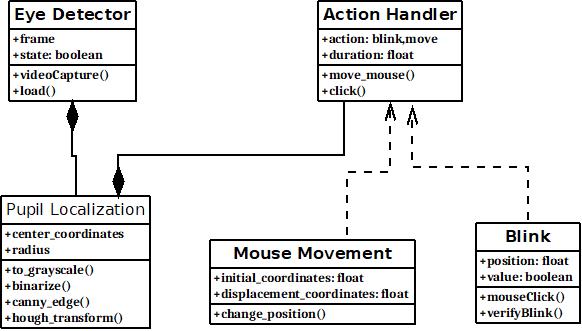 Eye Detector
+frame
+state: boolean
+videoCapture()
+load()
Action Handler
+action: blink,move
+duration: float
+move_mouse()
+click()
Pupil Localization
+center_coordinates
+radius
+to_grayscale()
+binarize()
+canny_edge()
+hough_transform()
Mouse Movement
+initial_coordinates: float
+displacement_coordinates: float
+change_position()
Blink
+position: float
+value: boolean
+mouseClick()
+verifyBlink()